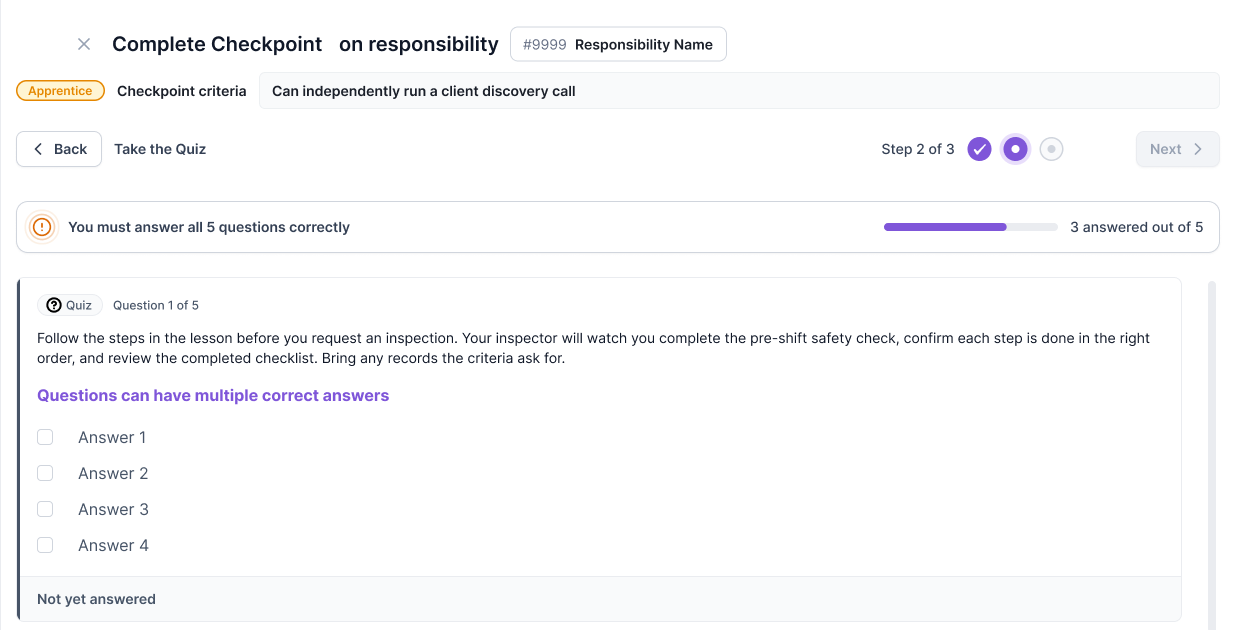 Complete Checkpoint on responsibility #9999 Responsibility Name
Apprentice Checkpoint criteria Can independently run a client discovery call
Back Take the Quiz Step 2 of 3 Next
You must answer all 5 questions correctly 3 answered out of 5
Quiz Question 1 of 5
Follow the steps in the lesson before you request an inspection. Your inspector will watch you complete the pre-shift safety check, confirm each step is done in the right
order, and review the completed checklist. Bring any records the criteria ask for.
Questions can have multiple correct answers
Answer 1
Answer 2
Answer 3
Answer 4
Not yet answered